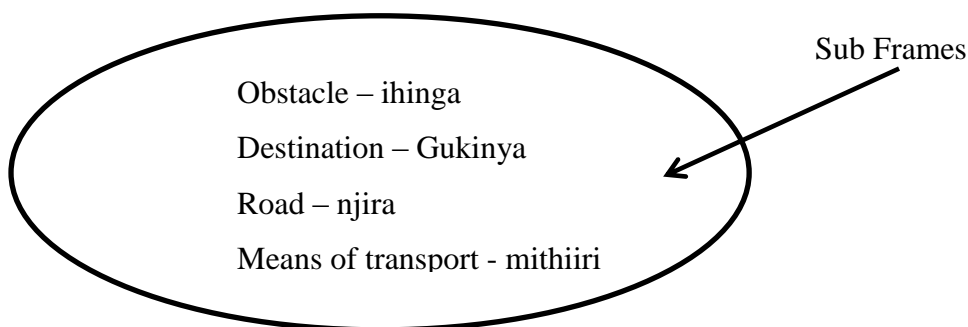 Sub Frames
Obstacle – ihinga
Destination – Gukinya
Road – njira
Means of transport - mithiiri